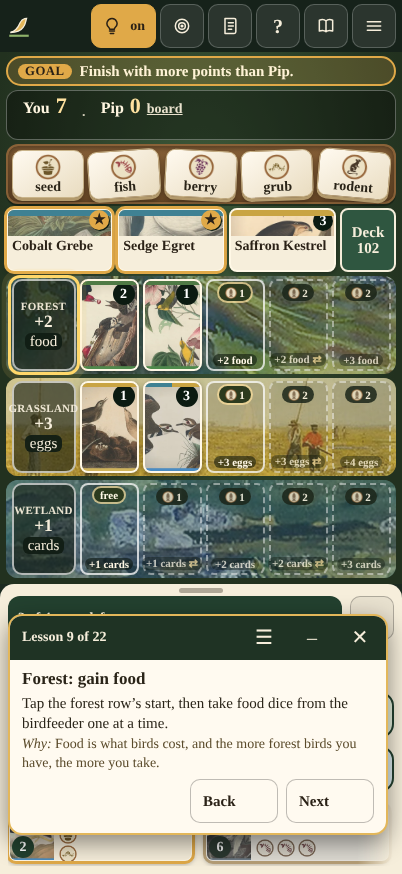 on
?
GOAL Finish with more points than Pip.
You 7 . Pip 0 board
seed fish berry grub rodent
3
Cobalt Grebe Sedge Egret Saffron Kestrel Deck 102
FOREST +2 food
2 1 1 2 2
+2 food +2 food +3 food
GRASSLAND +3 eggs
1 3 1 2 2
+3 eggs +3 eggs +4 eggs
WETLAND +1 cards
free 1 1 2 2
+1 cards +1 cards +2 cards +2 cards +3 cards
Lesson 9 of 22
Forest: gain food
Tap the forest row’s start, then take food dice from the
birdfeeder one at a time.
Why: Food is what birds cost, and the more forest birds you
have, the more you take.
Back Next
2 6